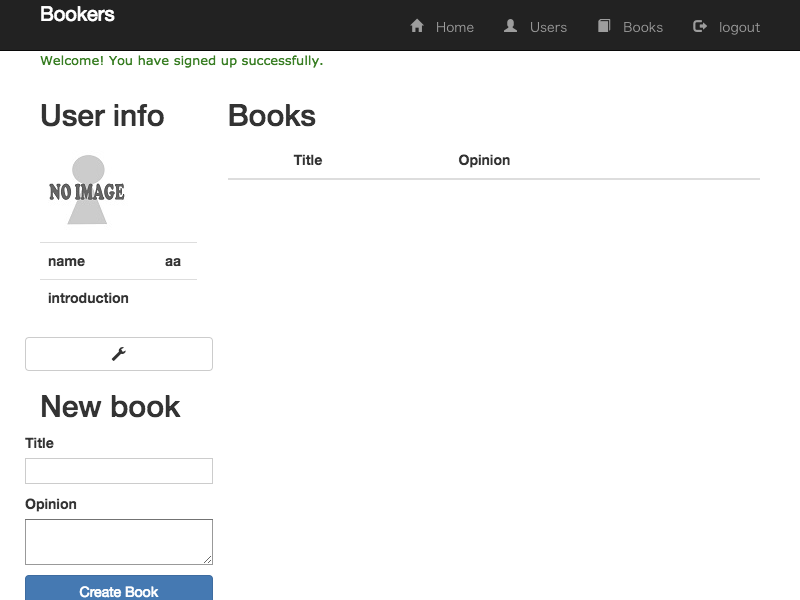 Bookers
Home Users Books logout
Welcome! You have signed up successfully.
User info
NO IMAGE
name aa
introduction
New book
Title
Opinion
Create Book
Books
Title Opinion